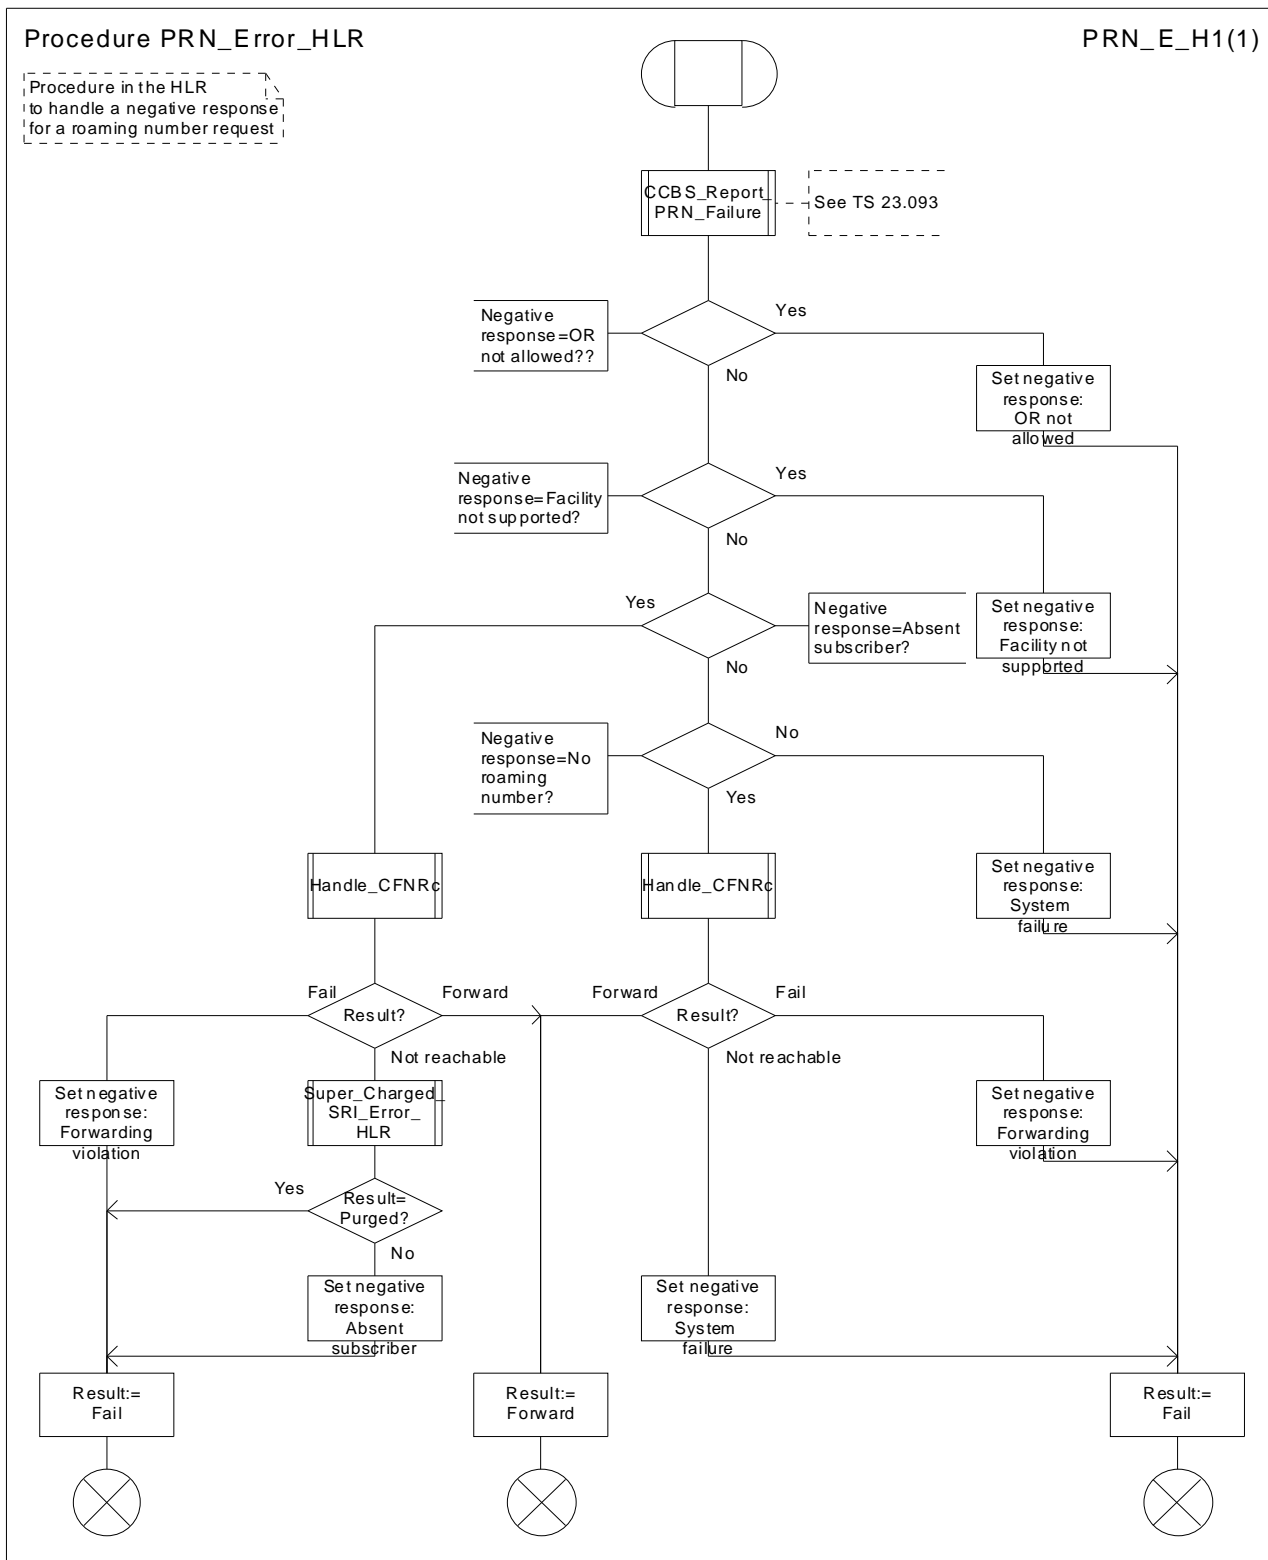 Procedure PRN_Error_HLR
PRN_E_H1(1)
Procedure in the HLR
to handle a negative response
for a roaming number request
CCBS_Report_
PRN_Failure
See TS 23.093
Negative
response=OR
not allowed??
Yes
No
Set negative
response:
OR not
allowed
Negative
response=Facility
not supported?
Yes
No
Yes
Negative
response=Absent
subscriber?
No
Set negative
response:
Facility not
supported
Negative
response=No
roaming
number?
No
Yes
Handle_CFNRc
Handle_CFNRc
Set negative
response:
System
failure
Fail
Result?
Forward
Not reachable
Forward
Result?
Fail
Not reachable
Set negative
response:
Forwarding
violation
Super_Charged_
SRI_Error_
HLR
Set negative
response:
Forwarding
violation
Yes
Result=
Purged?
No
Set negative
response:
Absent
subscriber
Set negative
response:
System
failure
Result:=
Fail
Result:=
Forward
Result:=
Fail